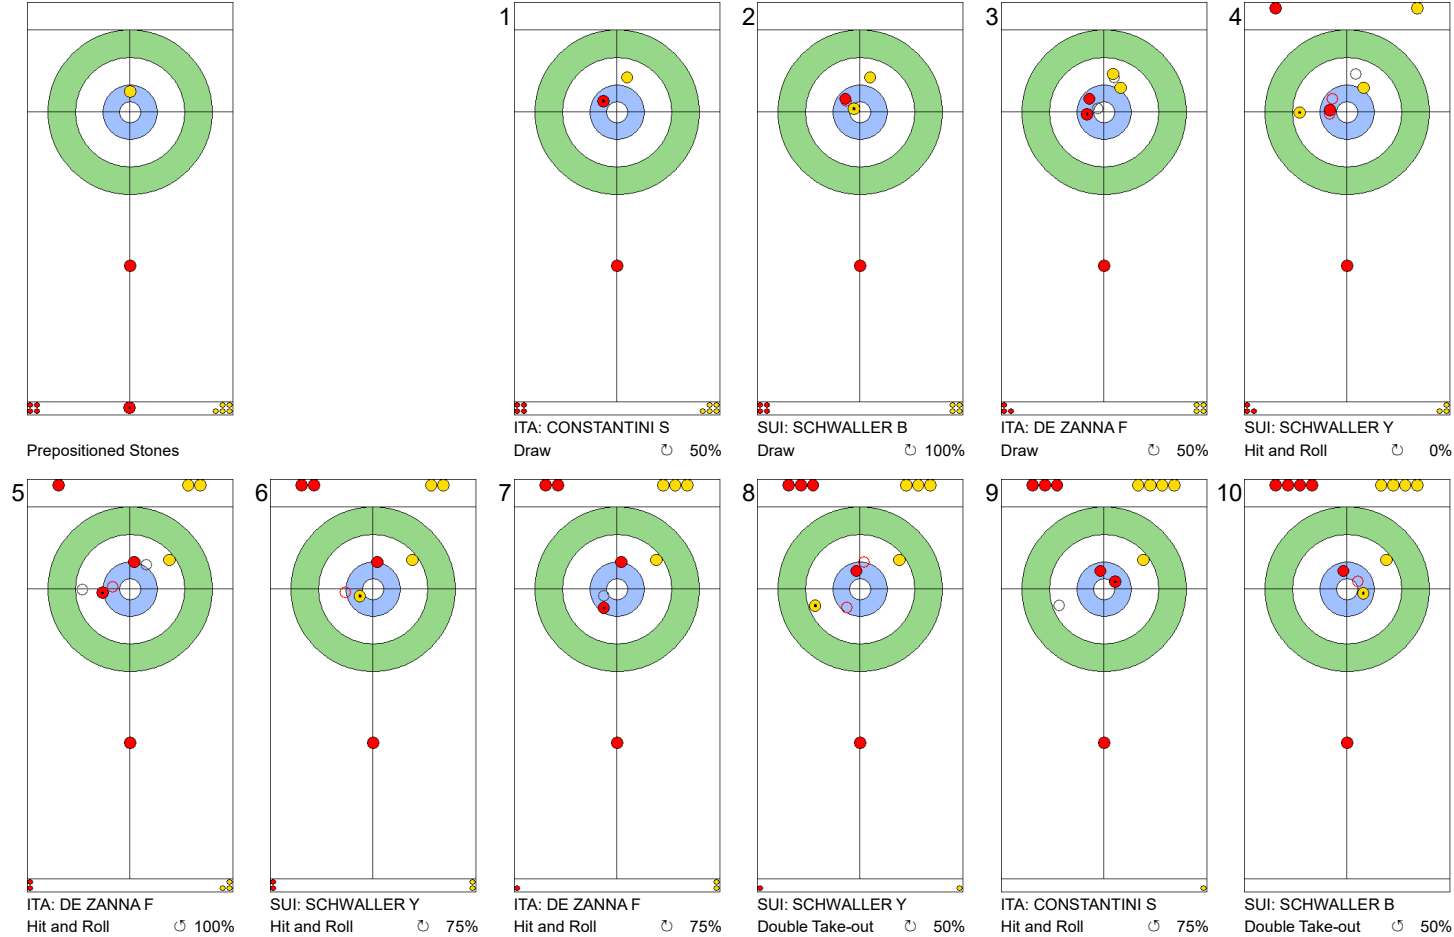 1
2
3
4
Prepositioned Stones
ITA: CONSTANTINI S
Draw 50%
SUI: SCHWALLER B
Draw 100%
ITA: DE ZANNA F
Draw 50%
SUI: SCHWALLER Y
Hit and Roll 0%
5
6
7
8
9
10
ITA: DE ZANNA F
Hit and Roll 100%
SUI: SCHWALLER Y
Hit and Roll 75%
ITA: DE ZANNA F
Hit and Roll 75%
SUI: SCHWALLER Y
Double Take-out 50%
ITA: CONSTANTINI S
Hit and Roll 75%
SUI: SCHWALLER B
Double Take-out 50%